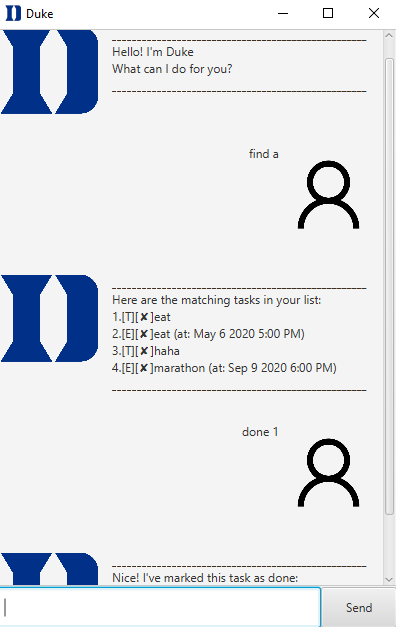 Duke
____________________________________________
Hello! I'm Duke
What can I do for you?
____________________________________________
find a
____________________________________________
Here are the matching tasks in your list:
1.[T][✘]eat
2.[E][✘]eat (at: May 6 2020 5:00 PM)
3.[T][✘]haha
4.[E][✘]marathon (at: Sep 9 2020 6:00 PM)
____________________________________________
done 1
____________________________________________
Nice! I've marked this task as done:
Send